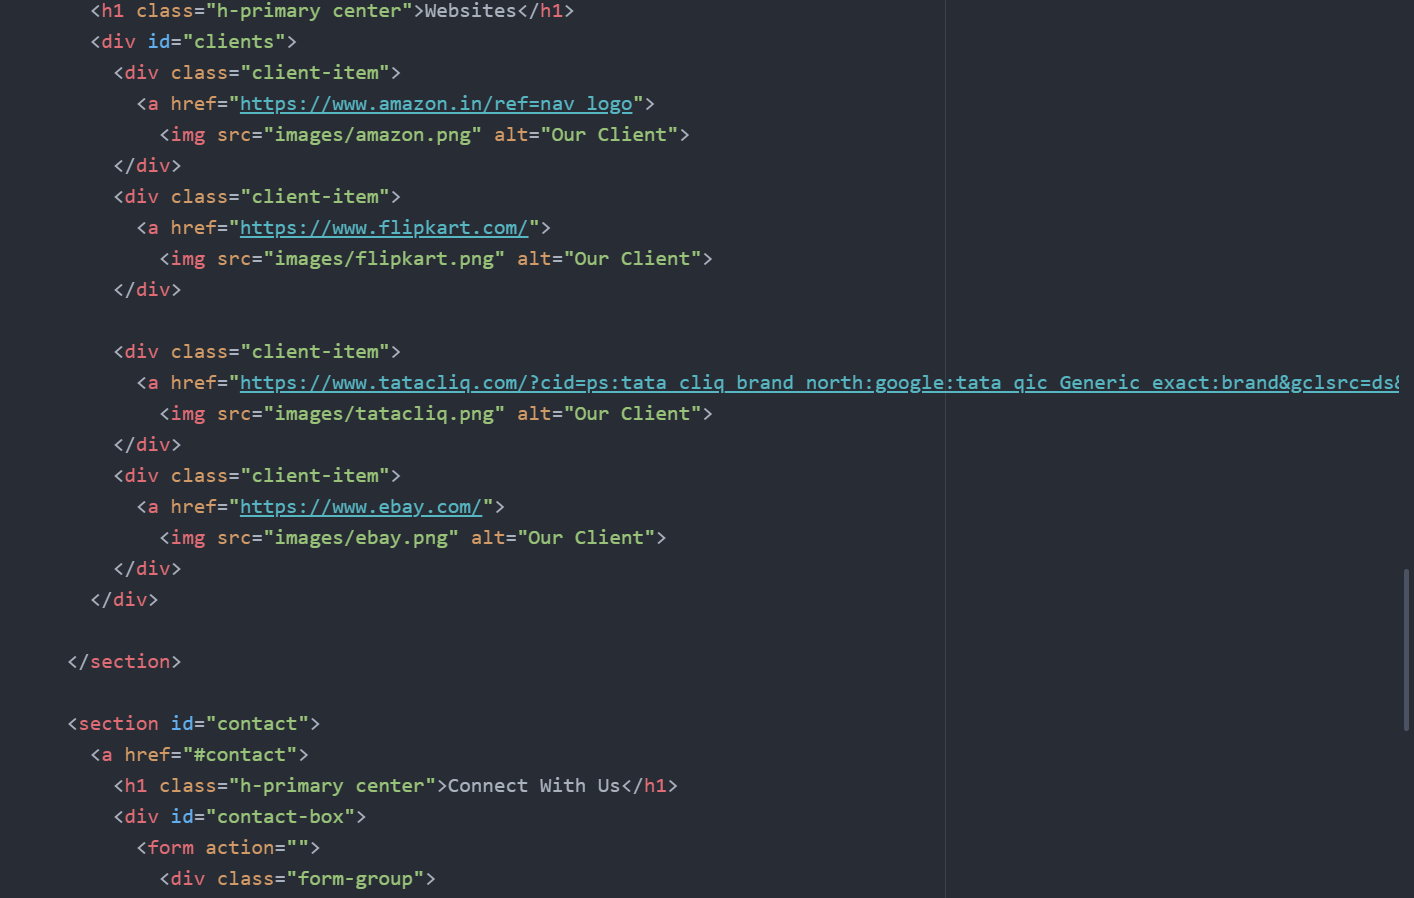 <h1 class="h-primary center">Websites</h1>
<div id="clients">
<div class="client-item">
<a href="https://www.amazon.in/ref=nav_logo">
<img src="images/amazon.png" alt="Our Client">
</div>
<div class="client-item">
<a href="https://www.flipkart.com/">
<img src="images/flipkart.png" alt="Our Client">
</div>
<div class="client-item">
<a href="https://www.tatacliq.com/?cid=ps:tata_cliq_brand_north:google:tata_qic_Generic_exact:brand&gclsrc=ds&
<img src="images/tatacliq.png" alt="Our Client">
</div>
<div class="client-item">
<a href="https://www.ebay.com/">
<img src="images/ebay.png" alt="Our Client">
</div>
</div>
</section>
<section id="contact">
<a href="#contact">
<h1 class="h-primary center">Connect With Us</h1>
<div id="contact-box">
<form action="">
<div class="form-group">